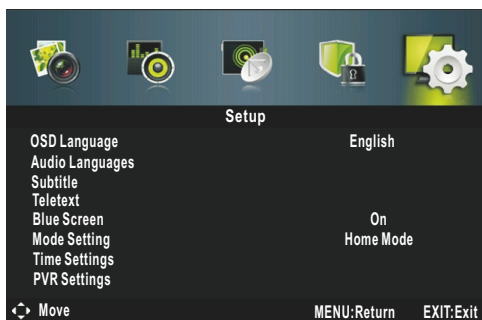 Setup
OSD Language English
Audio Languages
Subtitle
Teletext
Blue Screen On
Mode Setting Home Mode
Time Settings
PVR Settings
Move MENU:Return EXIT:Exit